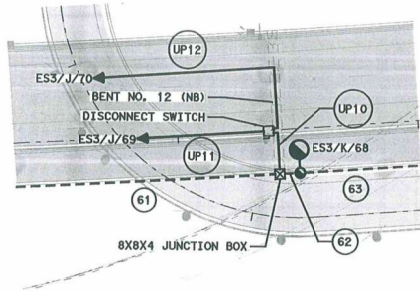 UP12
ES3/J/70
BENT NO. 12 (NB)
DISCONNECT SWITCH
UP10
ES3/J/69
ES3/K/68
UP11
61
63
62
8X8X4 JUNCTION BOX